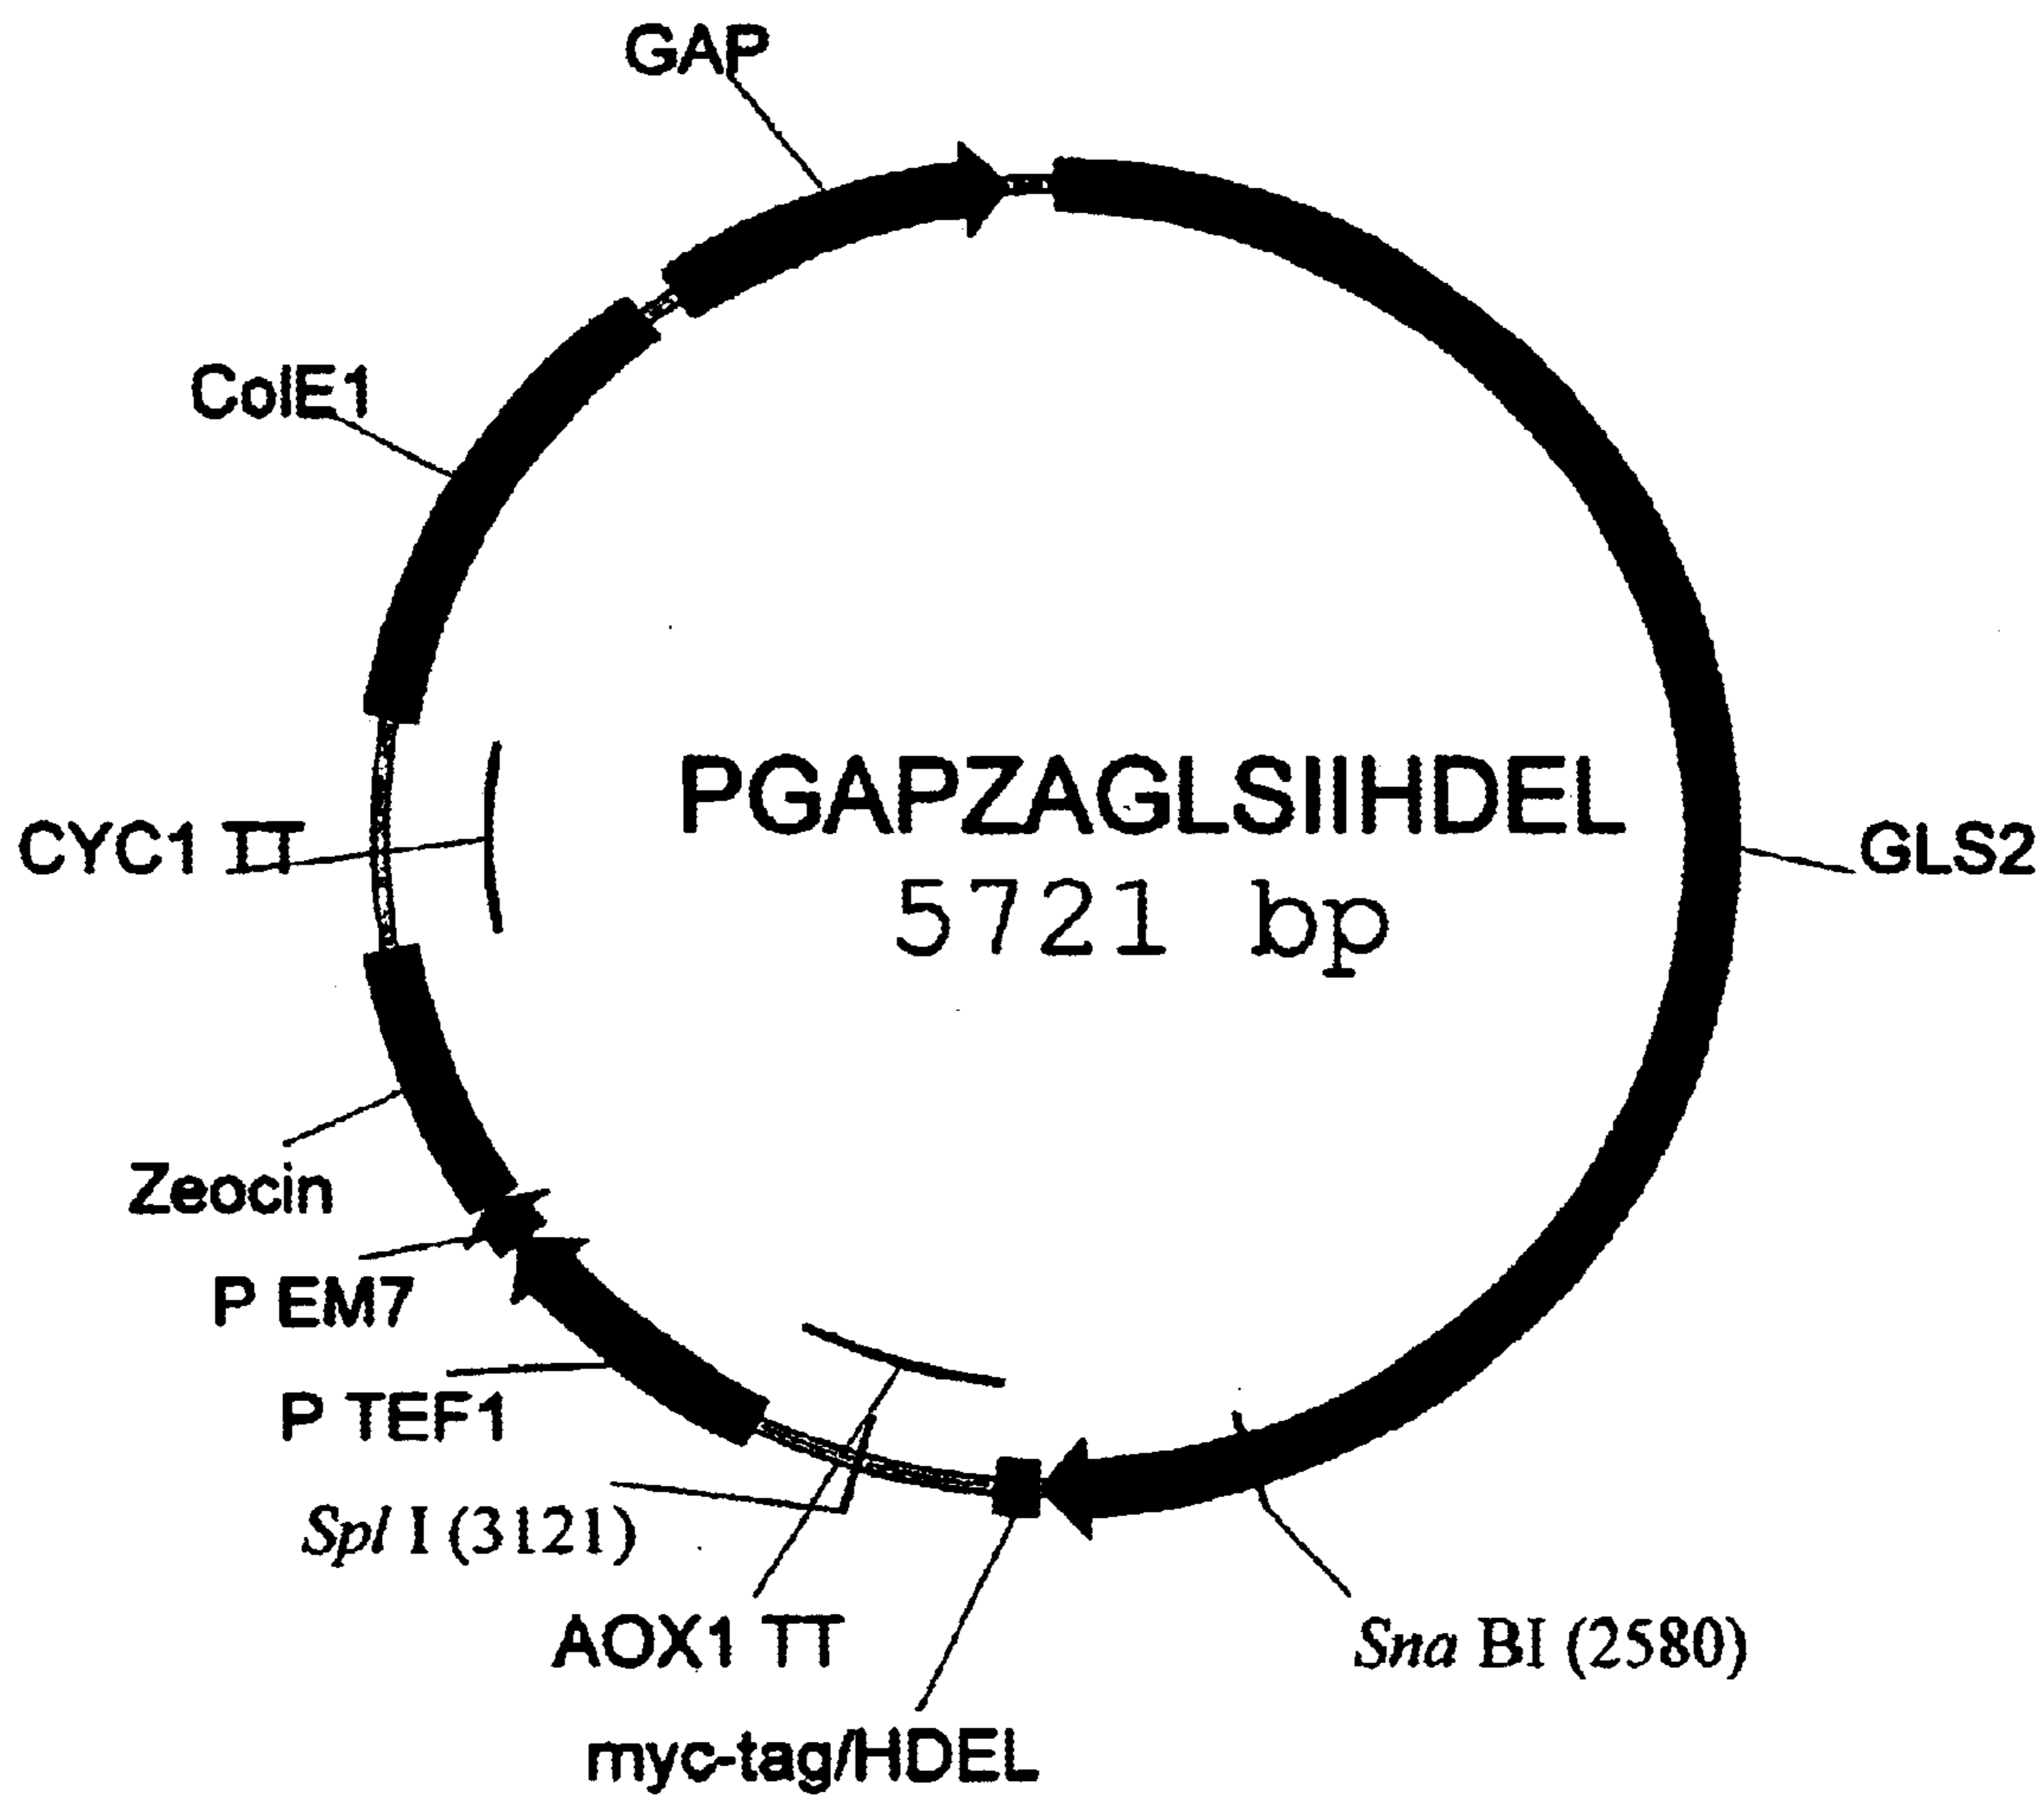 GAP
ColE1
PGAPZAGLSIIHDEL
5721 bp
CYC1 TT
GLS2
Zeocin
P EM7
P TEF1
Spl I (3121)
AOX1 TT
Sna BI (2580)
myc-tag/HDEL